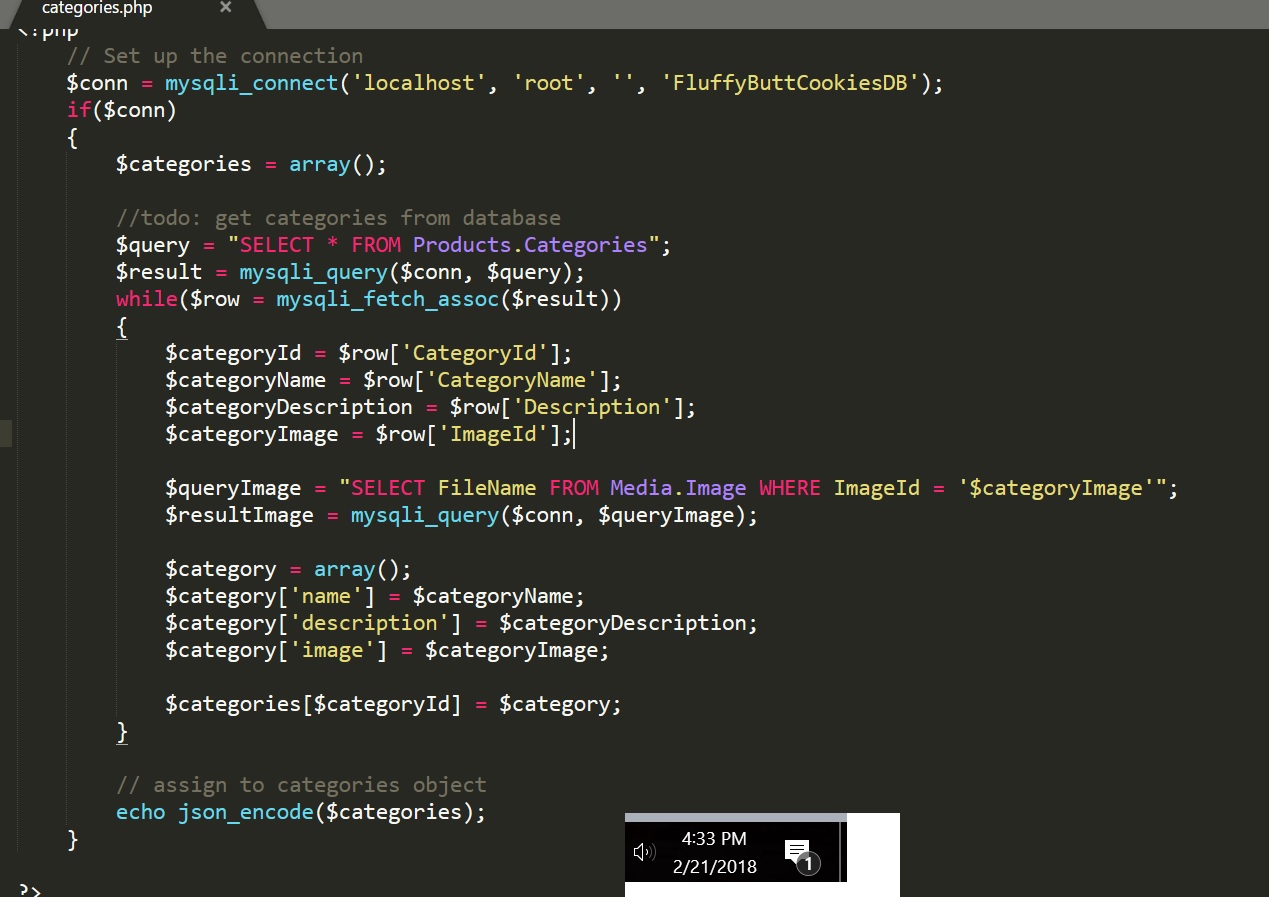 categories.php ×
<?php
// Set up the connection
$conn = mysqli_connect('localhost', 'root', '', 'FluffyButtCookiesDB');
if($conn)
{
$categories = array();
//todo: get categories from database
$query = "SELECT * FROM Products.Categories";
$result = mysqli_query($conn, $query);
while($row = mysqli_fetch_assoc($result))
{
$categoryId = $row['CategoryId'];
$categoryName = $row['CategoryName'];
$categoryDescription = $row['Description'];
$categoryImage = $row['ImageId'];
$queryImage = "SELECT FileName FROM Media.Image WHERE ImageId = '$categoryImage'";
$resultImage = mysqli_query($conn, $queryImage);
$category = array();
$category['name'] = $categoryName;
$category['description'] = $categoryDescription;
$category['image'] = $categoryImage;
$categories[$categoryId] = $category;
}
// assign to categories object
echo json_encode($categories);
}
?>
4:33 PM
2/21/2018
1